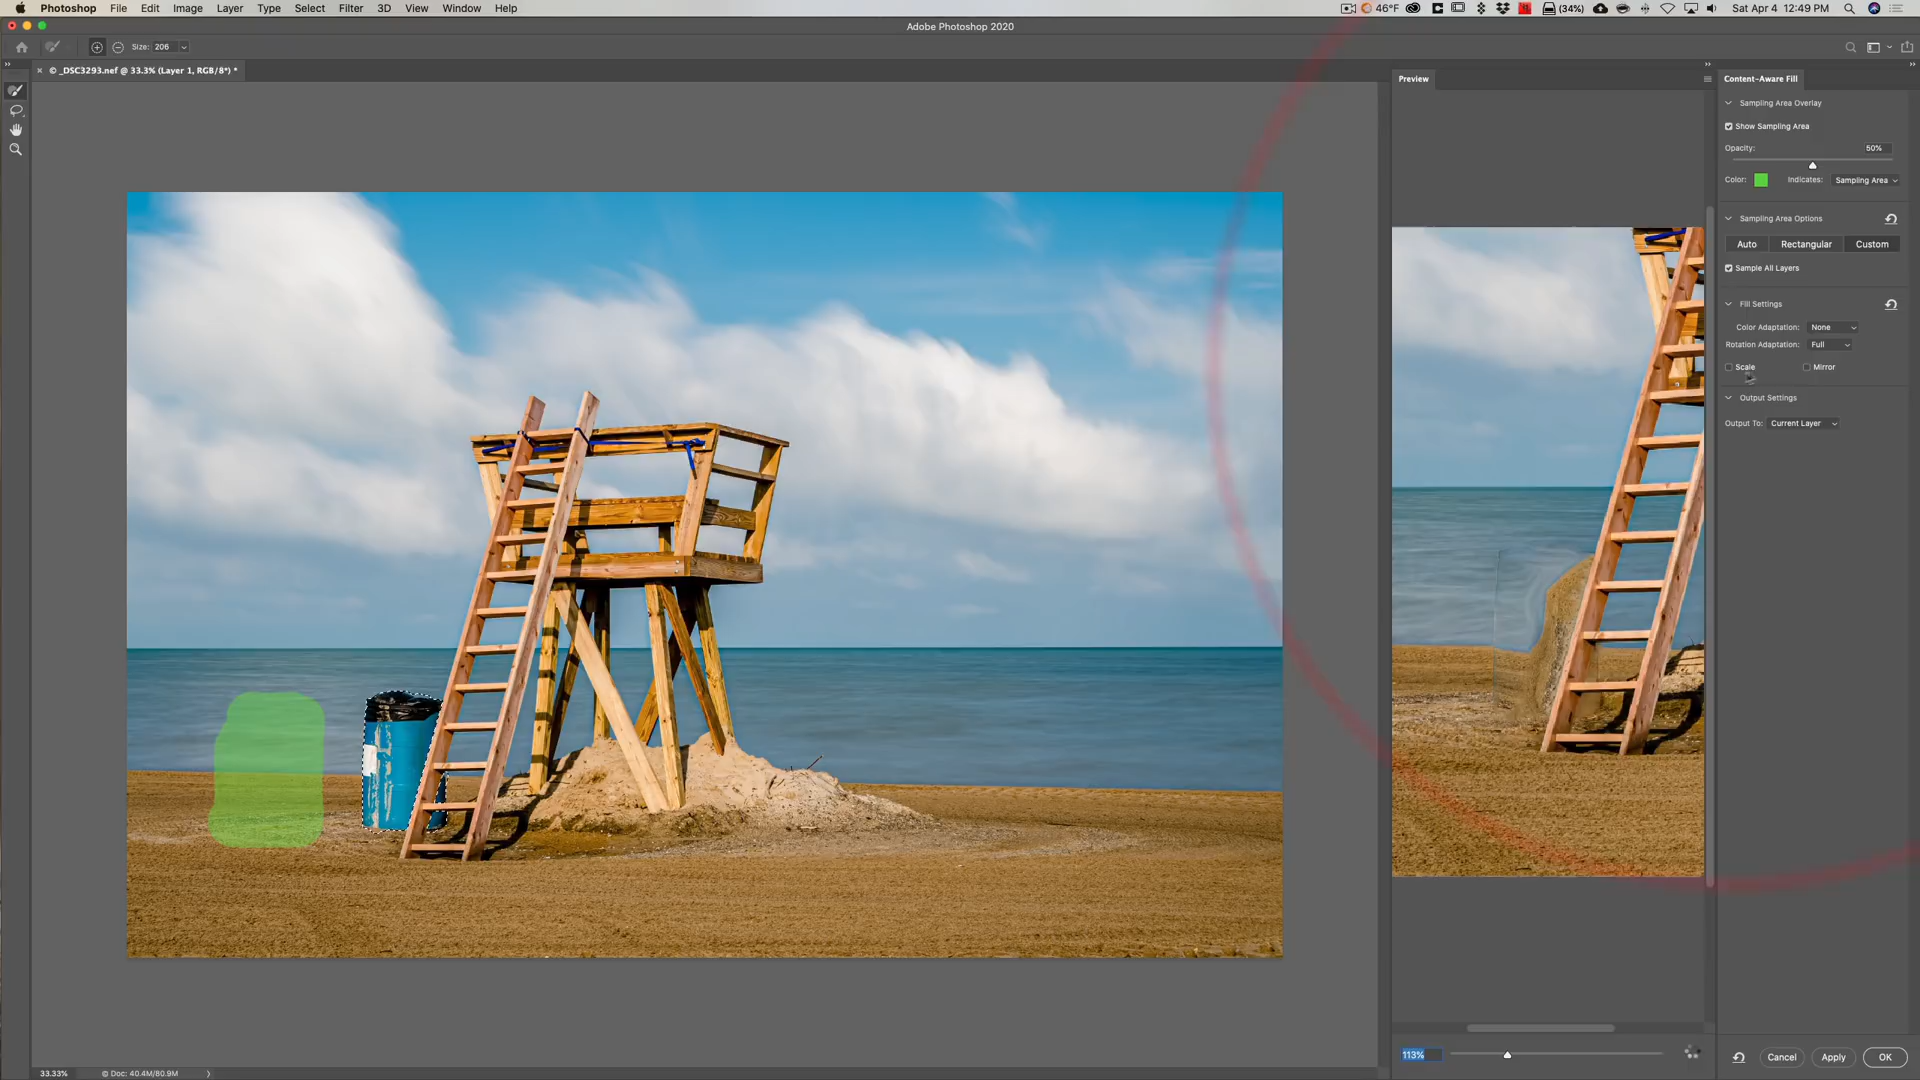 Photoshop File Edit Image Layer Type Select Filter 3D View Window Help 46°F (34%) Sat Apr 4 12:49 PM
Adobe Photoshop 2020
Size: 206
× © _DSC3293.nef @ 33.3% (Layer 1, RGB/8*) *
Preview
Content-Aware Fill
Sampling Area Overlay
Show Sampling Area
Opacity: 50%
Color: Indicates: Sampling Area
Sampling Area Options
Auto Rectangular Custom
Sample All Layers
Fill Settings
Color Adaptation: None
Rotation Adaptation: Full
Scale Mirror
Output Settings
Output To: Current Layer
113%
Cancel Apply OK
33.33% Doc: 40.4M/80.9M